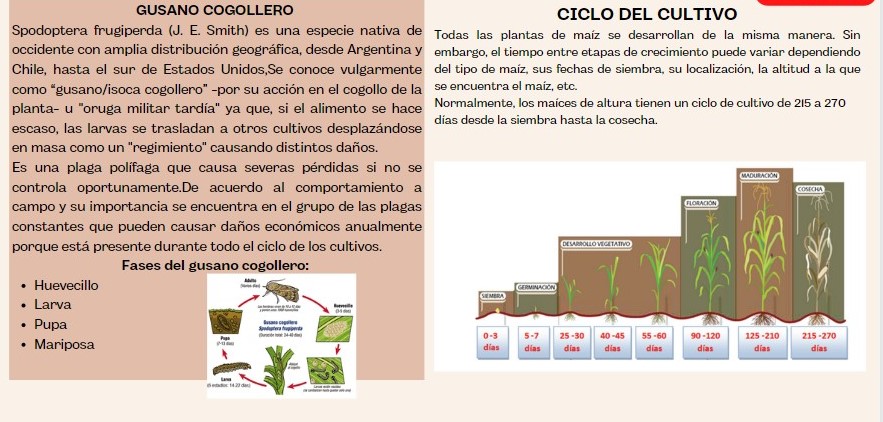 GUSANO COGOLLERO
Spodoptera frugiperda (J. E. Smith) es una especie nativa de
occidente con amplia distribución geográfica, desde Argentina y
Chile, hasta el sur de Estados Unidos,Se conoce vulgarmente
como "gusano/isoca cogollero" -por su acción en el cogollo de la
planta- u "oruga militar tardía" ya que, si el alimento se hace
escaso, las larvas se trasladan a otros cultivos desplazándose
en masa como un "regimiento" causando distintos daños.
Es una plaga polífaga que causa severas pérdidas si no se
controla oportunamente.De acuerdo al comportamiento a
campo y su importancia se encuentra en el grupo de las plagas
constantes que pueden causar daños económicos anualmente
porque está presente durante todo el ciclo de los cultivos.
Fases del gusano cogollero:
• Huevecillo
• Larva
• Pupa
• Mariposa
Adulto
Huevecillo
(3-5 días)
Gusano cogollero
Spodoptera frugiperda
Pupa
(7-13 días)
Larva
(6 estadios: 14-22 días)
CICLO DEL CULTIVO
Todas las plantas de maíz se desarrollan de la misma manera. Sin
embargo, el tiempo entre etapas de crecimiento puede variar dependiendo
del tipo de maíz, sus fechas de siembra, su localización, la altitud a la que
se encuentra el maíz, etc.
Normalmente, los maíces de altura tienen un ciclo de cultivo de 215 a 270
días desde la siembra hasta la cosecha.
SIEMBRA
GERMINACIÓN
DESARROLLO VEGETATIVO
FLORACIÓN
MADURACIÓN
COSECHA
0 -3 días
5 -7 días
25 -30 días
40 -45 días
55 -60 días
90 -120 días
125 -210 días
215 -270 días